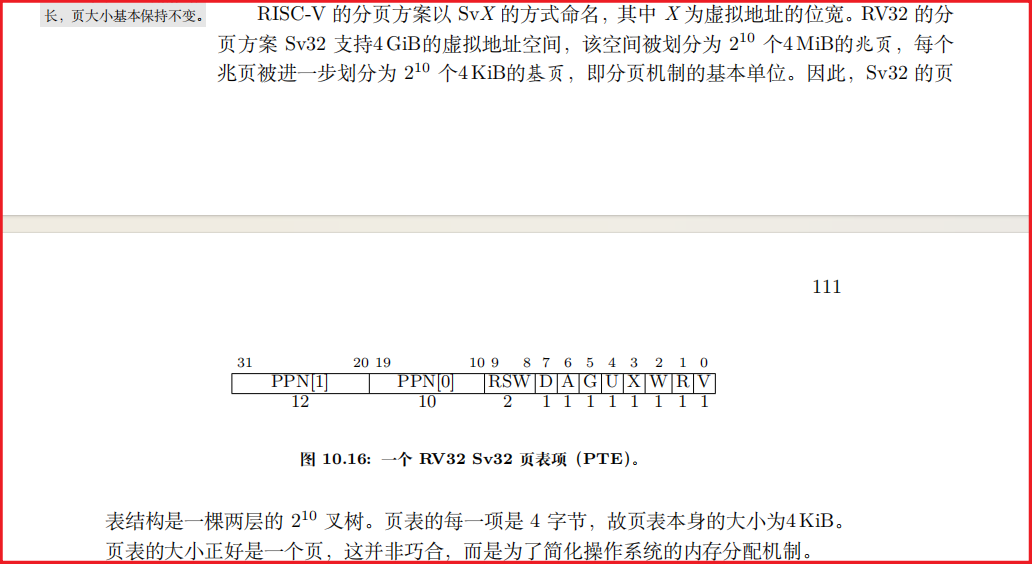 长，页大小基本保持不变。
RISC-V 的分页方案以 SvX 的方式命名，其中 X 为虚拟地址的位宽。RV32 的分
页方案 Sv32 支持4 GiB的虚拟地址空间，该空间被划分为 2¹⁰ 个4 MiB的兆页，每个
兆页被进一步划分为 2¹⁰ 个4 KiB的基页，即分页机制的基本单位。因此，Sv32 的页
111
31 20 19 10 9 8 7 6 5 4 3 2 1 0
PPN[1] PPN[0] RSW D A G U X W R V
12 10 2 1 1 1 1 1 1 1 1
图 10.16: 一个 RV32 Sv32 页表项 (PTE)。
表结构是一棵两层的 2¹⁰ 叉树。页表的每一项是 4 字节，故页表本身的大小为4 KiB。
页表的大小正好是一个页，这并非巧合，而是为了简化操作系统的内存分配机制。